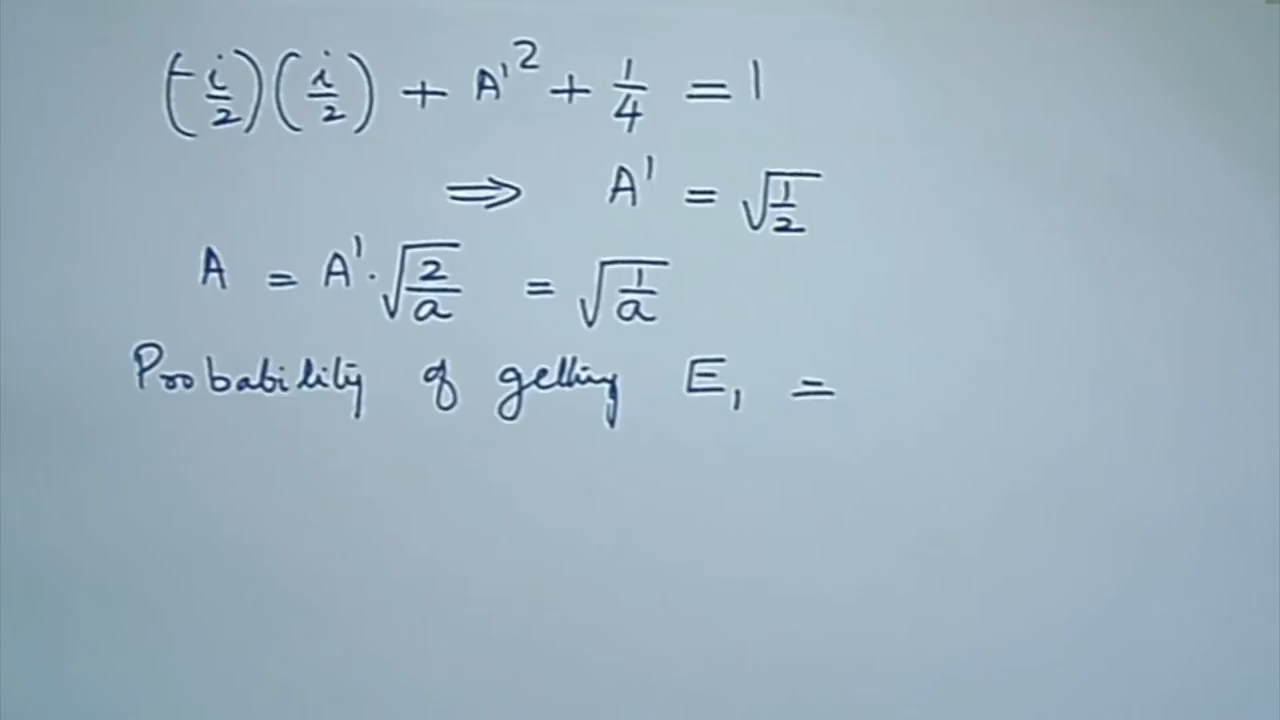 (-i/2)(i/2) + A'² + 1/4 = 1
⇒ A' = √(1/2)
A = A'·√(2/a) = √(1/a)
Probability of getting E₁ =